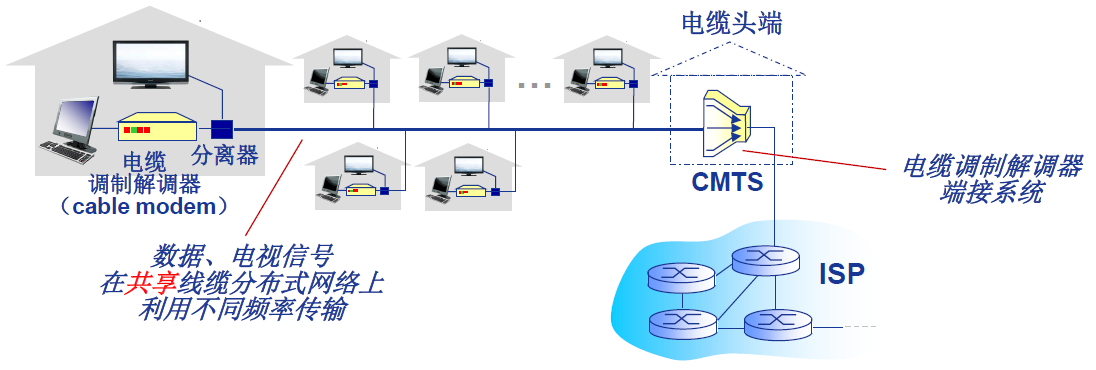 电缆头端
分离器
电缆
调制解调器
（cable modem）
…
CMTS
电缆调制解调器
端接系统
数据、电视信号
在共享线缆分布式网络上
利用不同频率传输
ISP